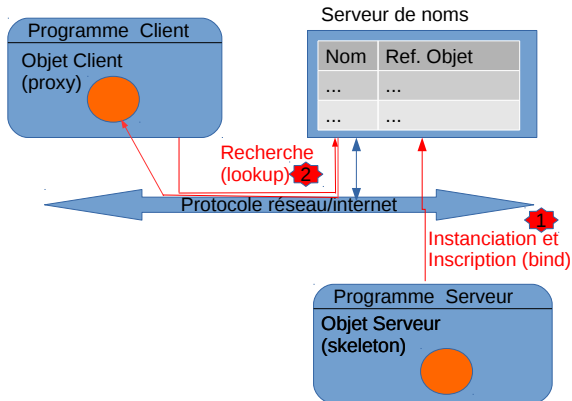 Serveur de noms
Programme Client
Objet Client
(proxy)
Nom Ref. Objet
... ...
... ...
Recherche
(lookup)
2
Protocole réseau/internet
1
Instanciation et
Inscription (bind)
Programme Serveur
Objet Serveur
(skeleton)